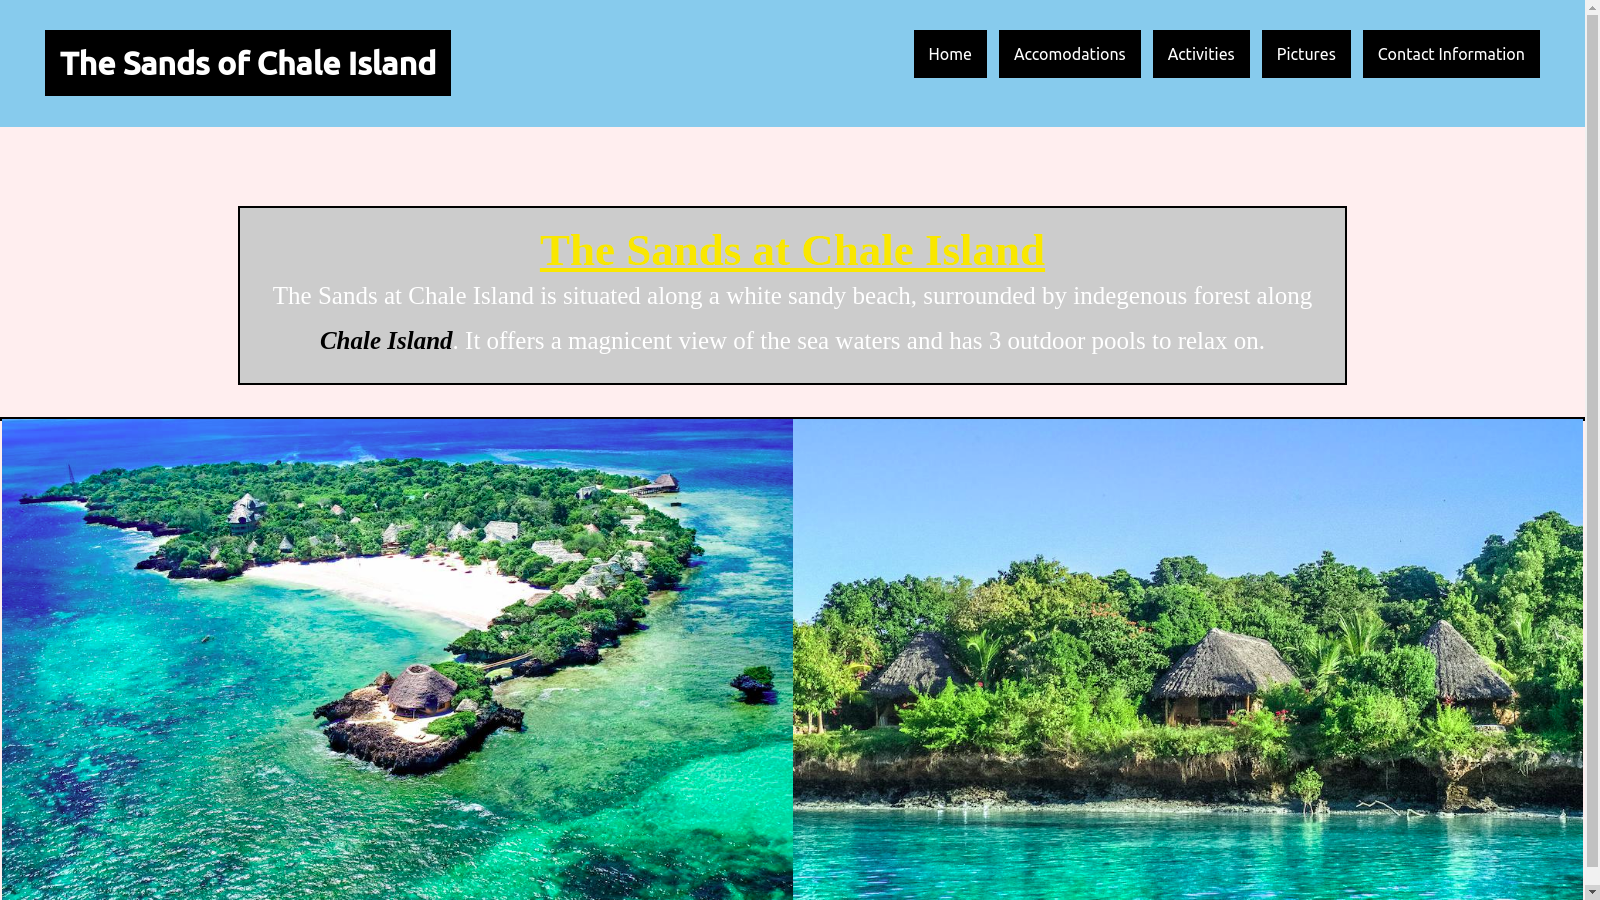 The Sands of Chale Island
Home
Accomodations
Activities
Pictures
Contact Information
The Sands at Chale Island
The Sands at Chale Island is situated along a white sandy beach, surrounded by indegenous forest along
Chale Island. It offers a magnicent view of the sea waters and has 3 outdoor pools to relax on.